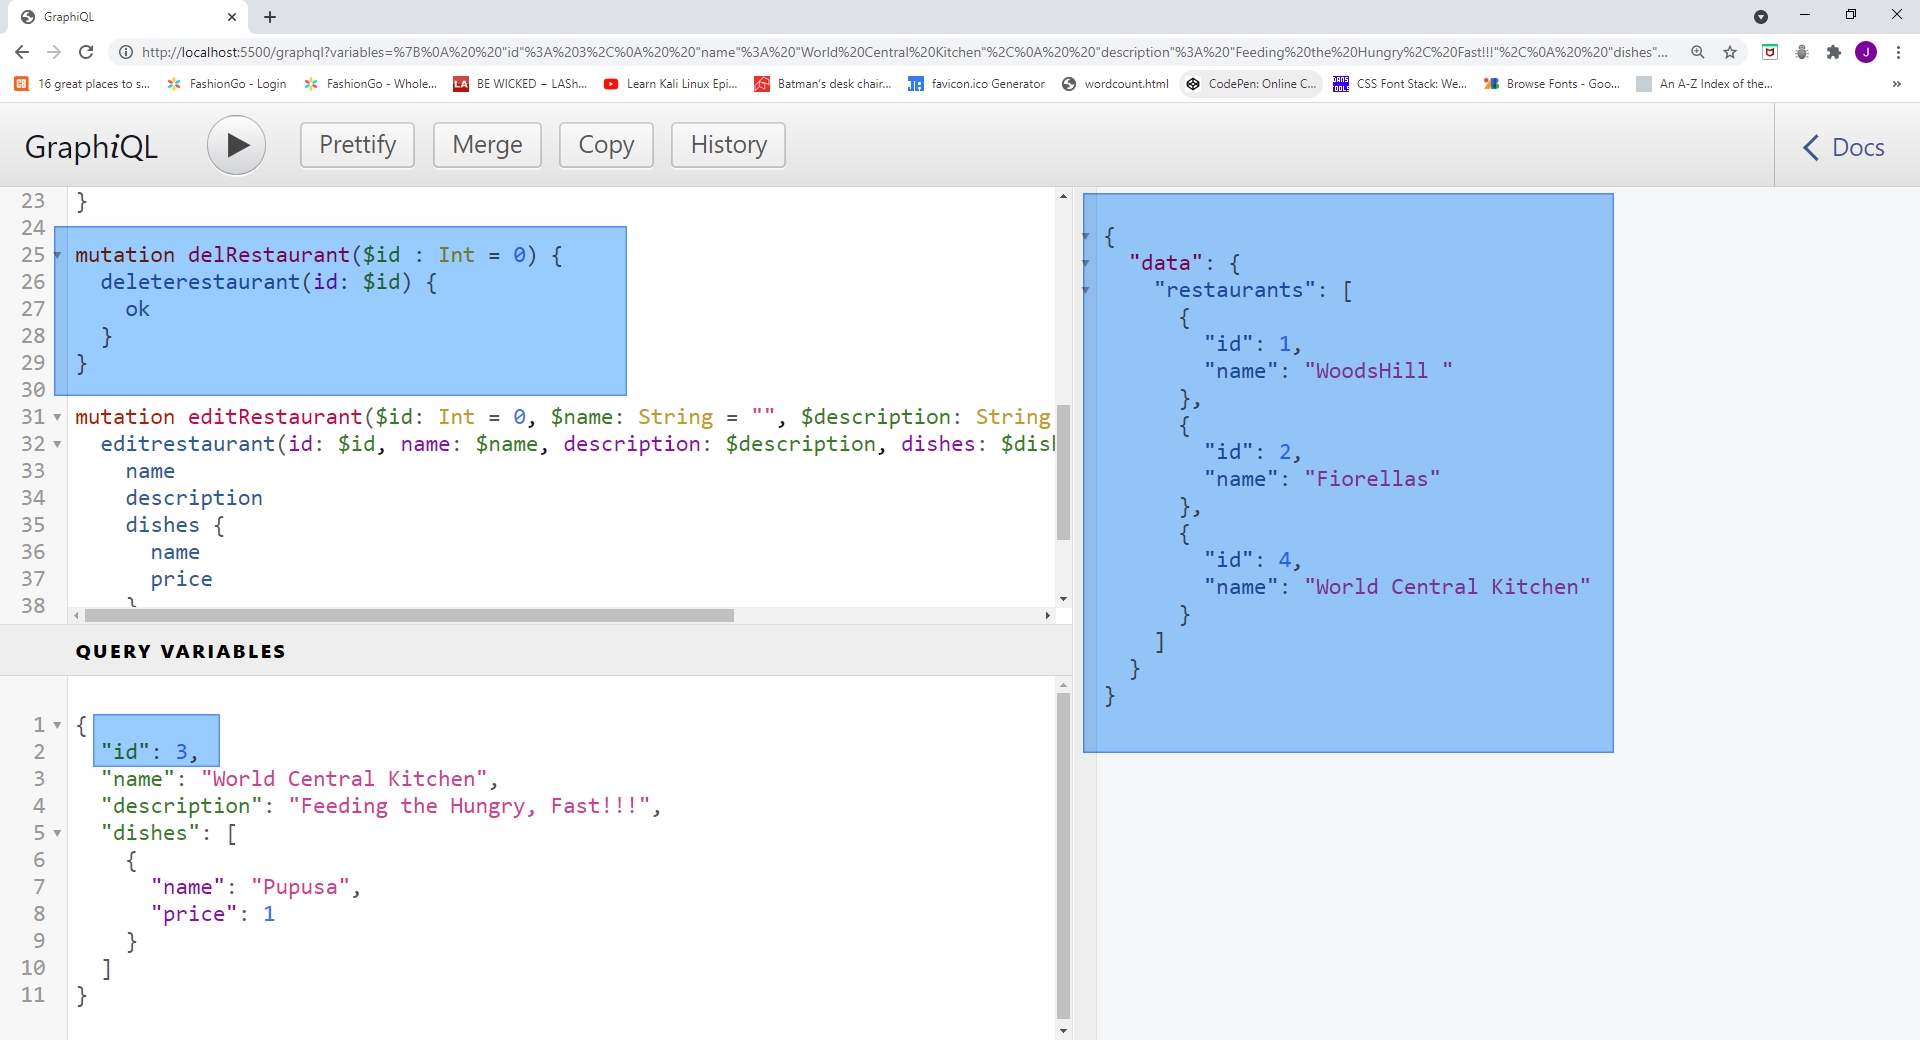 GraphiQL
http://localhost:5500/graphql?variables=%7B%0A%20%20"id"%3A%203%2C%0A%20%20"name"%3A%20"World%20Central%20Kitchen"%2C%0A%20%20"description"%3A%20"Feeding%20the%20Hungry%2C%20Fast!!!"%2C%0A%20%20"dishes"...
J
16 great places to s... FashionGo - Login FashionGo - Whole... BE WICKED – LASh... Learn Kali Linux Epi... Batman's desk chair... favicon.ico Generator wordcount.html CodePen: Online C... CSS Font Stack: We... Browse Fonts - Goo... An A-Z Index of the... »
GraphiQL Prettify Merge Copy History Docs
23 }
24
25 mutation delRestaurant($id : Int = 0) {
26 deleterestaurant(id: $id) {
27 ok
28 }
29 }
30
31 mutation editRestaurant($id: Int = 0, $name: String = "", $description: String
32 editrestaurant(id: $id, name: $name, description: $description, dishes: $dish
33 name
34 description
35 dishes {
36 name
37 price
38 }
QUERY VARIABLES
1 {
2 "id": 3,
3 "name": "World Central Kitchen",
4 "description": "Feeding the Hungry, Fast!!!",
5 "dishes": [
6 {
7 "name": "Pupusa",
8 "price": 1
9 }
10 ]
11 }
{
"data": {
"restaurants": [
{
"id": 1,
"name": "WoodsHill "
},
{
"id": 2,
"name": "Fiorellas"
},
{
"id": 4,
"name": "World Central Kitchen"
}
]
}
}